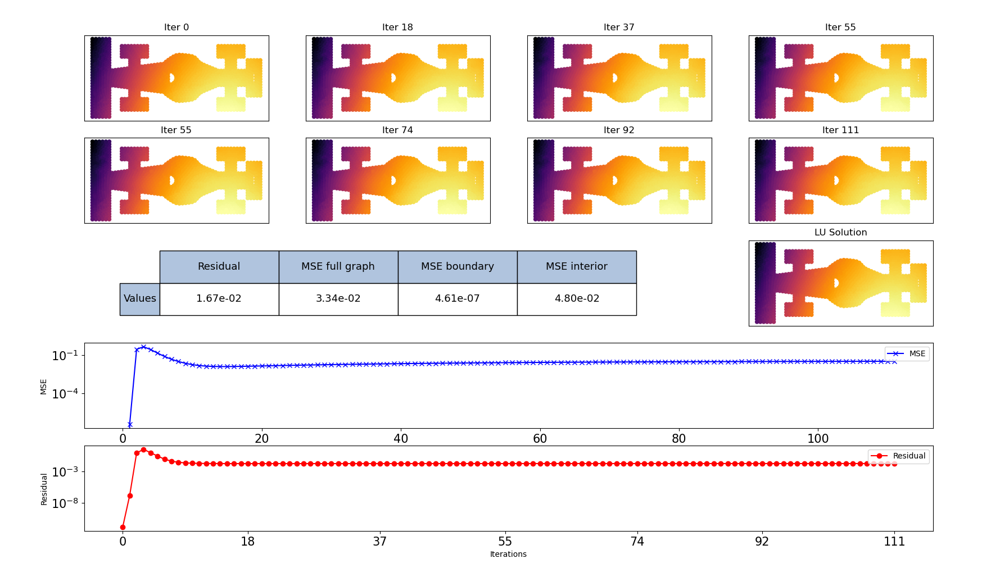 Iter 0
Iter 18
Iter 37
Iter 55
Iter 55
Iter 74
Iter 92
Iter 111
LU Solution
Residual MSE full graph MSE boundary MSE interior
Values 1.67e-02 3.34e-02 4.61e-07 4.80e-02
MSE
10^{-1}
10^{-4}
MSE
0 20 40 60 80 100
Residual
10^{-3}
10^{-8}
Residual
0 18 37 55 74 92 111
Iterations